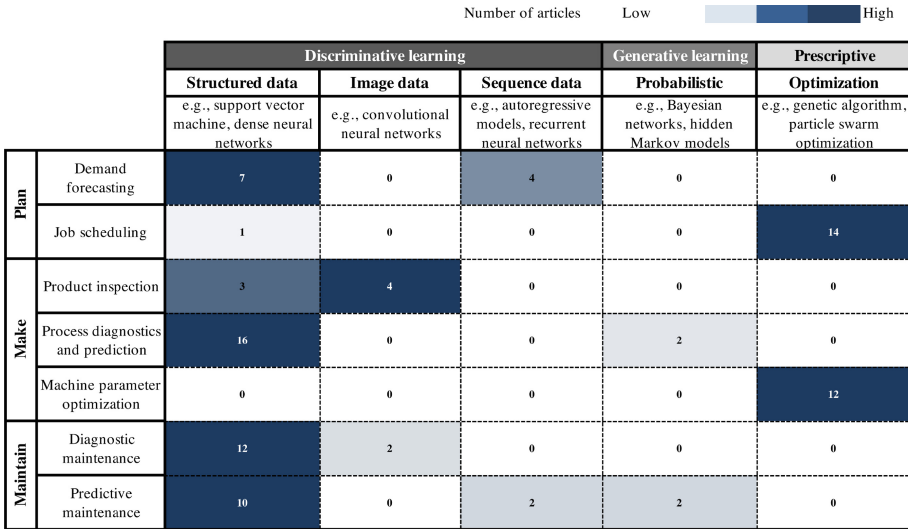 Number of articles Low High
Discriminative learning Generative learning Prescriptive
Structured data Image data Sequence data Probabilistic Optimization
e.g., support vector machine, dense neural networks
e.g., convolutional neural networks
e.g., autoregressive models, recurrent neural networks
e.g., Bayesian networks, hidden Markov models
e.g., genetic algorithm, particle swarm optimization
Plan
Demand forecasting 7 0 4 0 0
Job scheduling 1 0 0 0 14
Make
Product inspection 3 4 0 0 0
Process diagnostics and prediction 16 0 0 2 0
Machine parameter optimization 0 0 0 0 12
Maintain
Diagnostic maintenance 12 2 0 0 0
Predictive maintenance 10 0 2 2 0